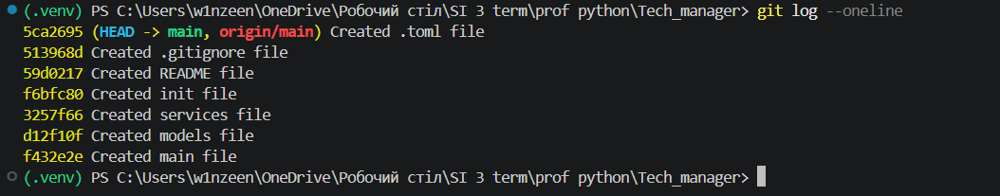 (.venv) PS C:\Users\w1nzeen\OneDrive\Робочий стіл\SI 3 term\prof python\Tech_manager> git log --oneline
5ca2695 (HEAD -> main, origin/main) Created .toml file
513968d Created .gitignore file
59d0217 Created README file
f6bfc80 Created init file
3257f66 Created services file
d12f10f Created models file
f432e2e Created main file
(.venv) PS C:\Users\w1nzeen\OneDrive\Робочий стіл\SI 3 term\prof python\Tech_manager>